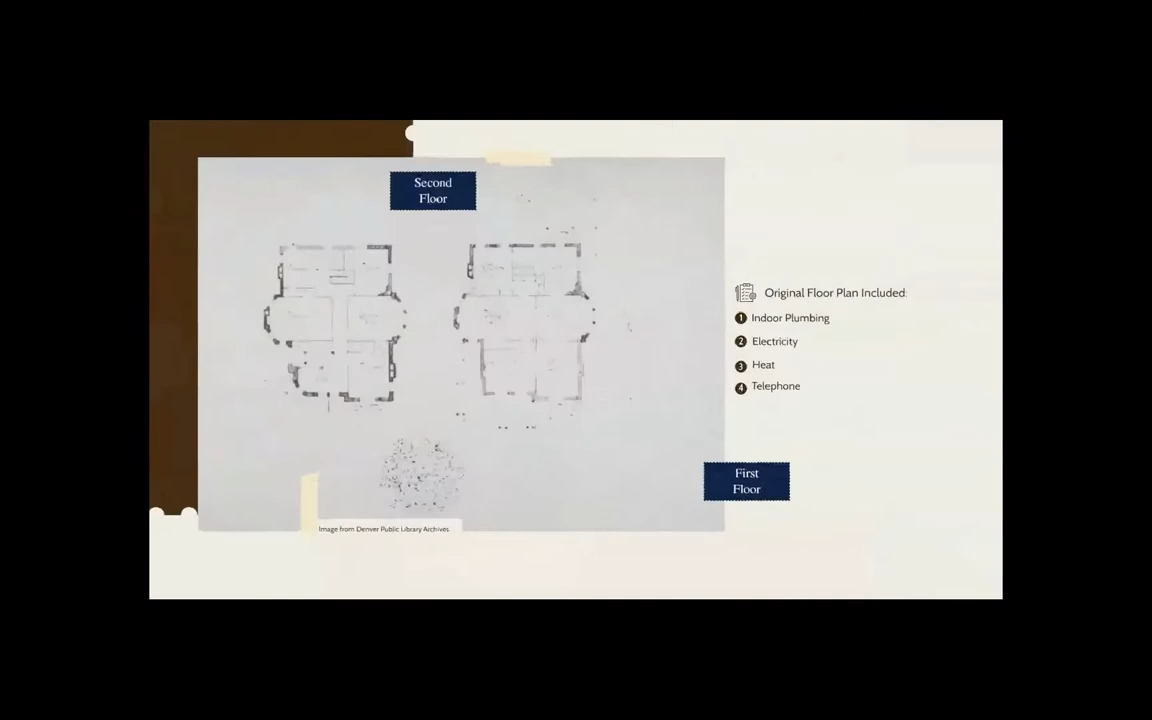 Second
Floor
Original Floor Plan Included:
1 Indoor Plumbing
2 Electricity
3 Heat
4 Telephone
First
Floor
Image from Denver Public Library Archives